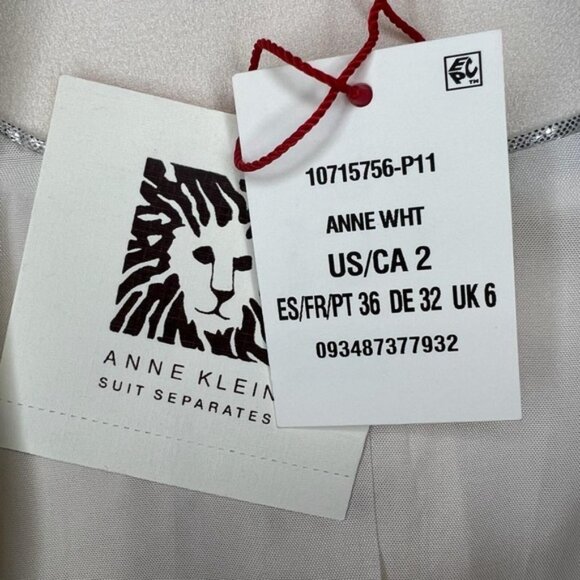 ANNE KLEIN
SUIT SEPARATES
EPC TM
10715756-P11
ANNE WHT
US/CA 2
ES/FR/PT 36 DE 32 UK 6
093487377932